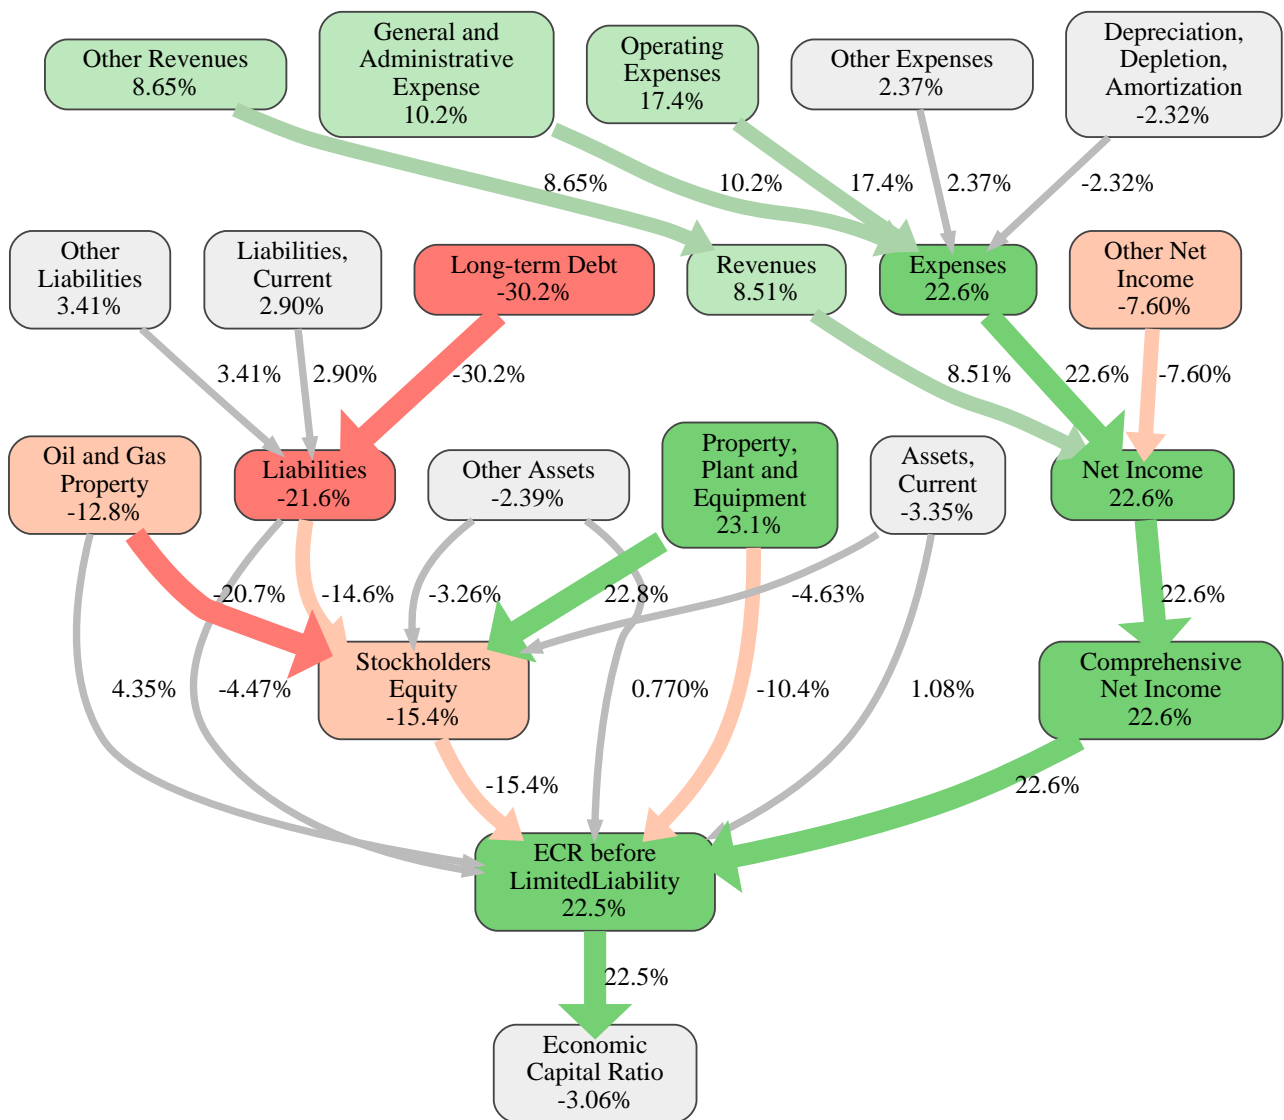 Other Revenues
8.65%
General and
Administrative
Expense
10.2%
Operating
Expenses
17.4%
Other Expenses
2.37%
Depreciation,
Depletion,
Amortization
-2.32%
8.65%
10.2%
17.4%
2.37%
-2.32%
Other
Liabilities
3.41%
Liabilities,
Current
2.90%
Long-term Debt
-30.2%
Revenues
8.51%
Expenses
22.6%
Other Net
Income
-7.60%
3.41%
2.90%
-30.2%
8.51%
22.6%
-7.60%
Oil and Gas
Property
-12.8%
Liabilities
-21.6%
Other Assets
-2.39%
Property,
Plant and
Equipment
23.1%
Assets,
Current
-3.35%
Net Income
22.6%
-20.7%
-14.6%
-3.26%
22.8%
-4.63%
22.6%
Stockholders
Equity
-15.4%
Comprehensive
Net Income
22.6%
4.35%
-4.47%
0.770%
-10.4%
1.08%
-15.4%
22.6%
ECR before
LimitedLiability
22.5%
22.5%
Economic
Capital Ratio
-3.06%